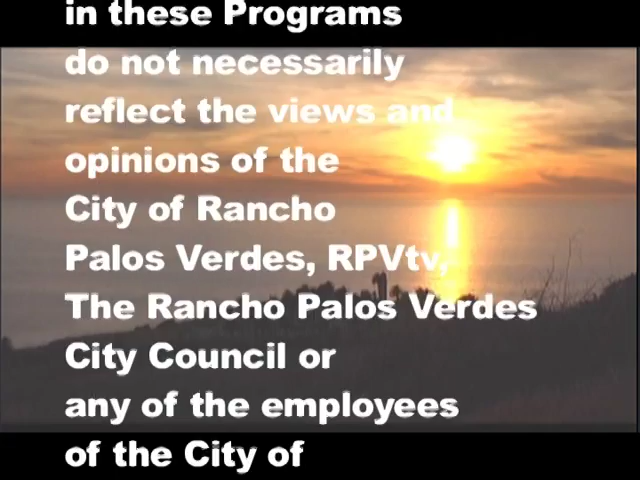 in these Programs
do not necessarily
reflect the views and
opinions of the
City of Rancho
Palos Verdes, RPVtv,
The Rancho Palos Verdes
City Council or
any of the employees
of the City of